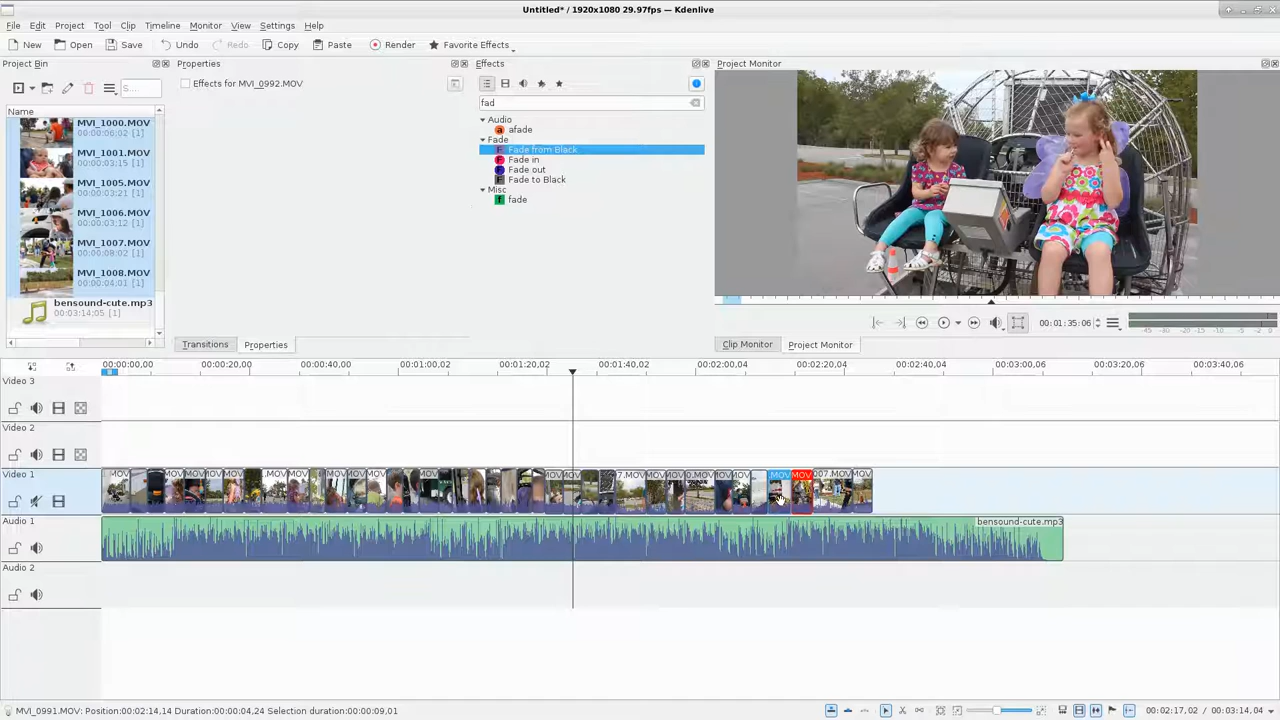 Untitled* / 1920x1080 29.97fps — Kdenlive
File Edit Project Tool Clip Timeline Monitor View Settings Help
New Open Save Undo Redo Copy Paste Render Favorite Effects
Project Bin
Properties
Effects
Project Monitor
S...
Effects for MVI_0992.MOV
fad
Name
MVI_1000.MOV
00:00:06;02 [1]
MVI_1001.MOV
00:00:03;15 [1]
MVI_1005.MOV
00:00:03;21 [1]
MVI_1006.MOV
00:00:03;12 [1]
MVI_1007.MOV
00:00:08;02 [1]
MVI_1008.MOV
00:00:04;01 [1]
bensound-cute.mp3
00:03:14;05 [1]
Audio
afade
Fade
Fade from Black
Fade in
Fade out
Fade to Black
Misc
fade
00:01:35;06
-45 -30 -20 -10 -5 0
Transitions Properties
Clip Monitor Project Monitor
00:00:00,00 00:00:20,00 00:00:40,00 00:01:00,02 00:01:20,02 00:01:40,02 00:02:00,04 00:02:20,04 00:02:40,04 00:03:00,06 00:03:20,06 00:03:40,06
Video 3
Video 2
Video 1
Audio 1
bensound-cute.mp3
Audio 2
MVI_0991.MOV: Position:00:02:14,14 Duration:00:00:04,24 Selection duration:00:00:09,01
00:02:17,02 / 00:03:14,04